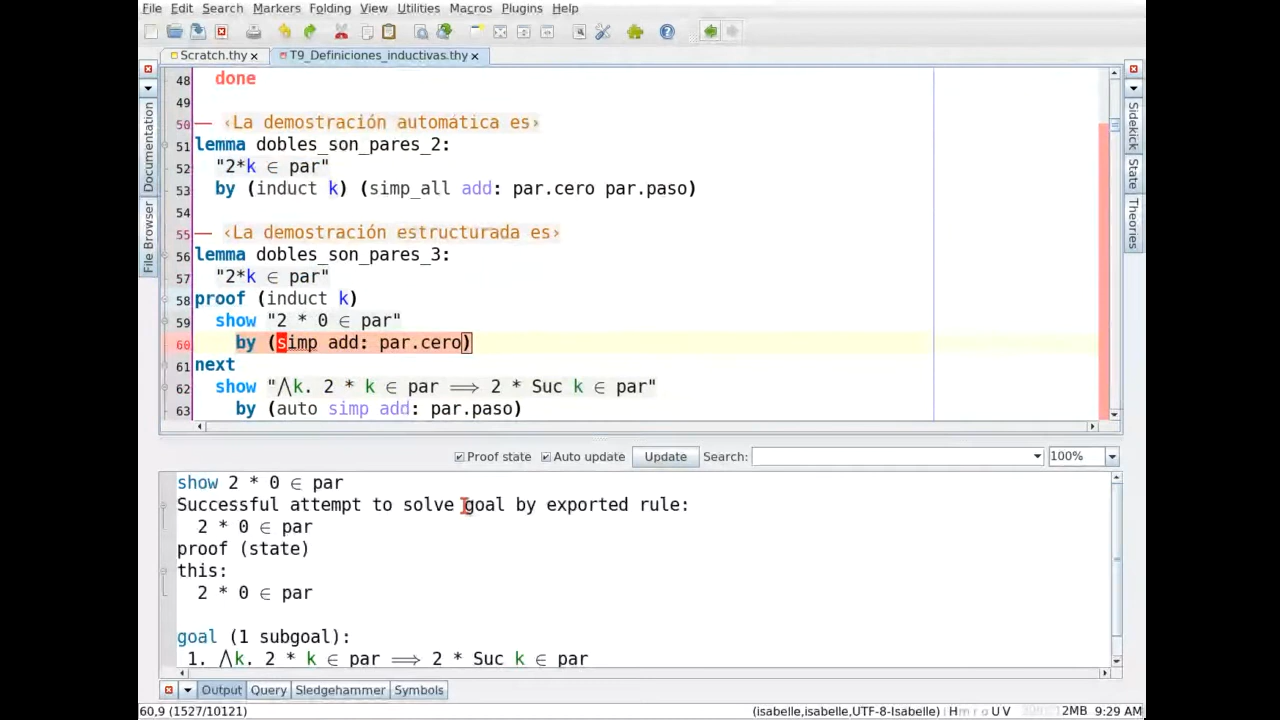 File Edit Search Markers Folding View Utilities Macros Plugins Help
Scratch.thy T9_Definiciones_inductivas.thy
48 done
49
50 — ‹La demostración automática es›
51 lemma dobles_son_pares_2:
52 "2*k ∈ par"
53 by (induct k) (simp_all add: par.cero par.paso)
54
55 — ‹La demostración estructurada es›
56 lemma dobles_son_pares_3:
57 "2*k ∈ par"
58 proof (induct k)
59 show "2 * 0 ∈ par"
60 by (simp add: par.cero)
61 next
62 show "⋀k. 2 * k ∈ par ⟹ 2 * Suc k ∈ par"
63 by (auto simp add: par.paso)
Documentation
File Browser
Sidekick
State
Theories
Proof state Auto update Update Search: 100%
show 2 * 0 ∈ par
Successful attempt to solve goal by exported rule:
2 * 0 ∈ par
proof (state)
this:
2 * 0 ∈ par
goal (1 subgoal):
1. ⋀k. 2 * k ∈ par ⟹ 2 * Suc k ∈ par
Output Query Sledgehammer Symbols
60,9 (1527/10121) (isabelle,isabelle,UTF-8-Isabelle) 2MB 9:29 AM